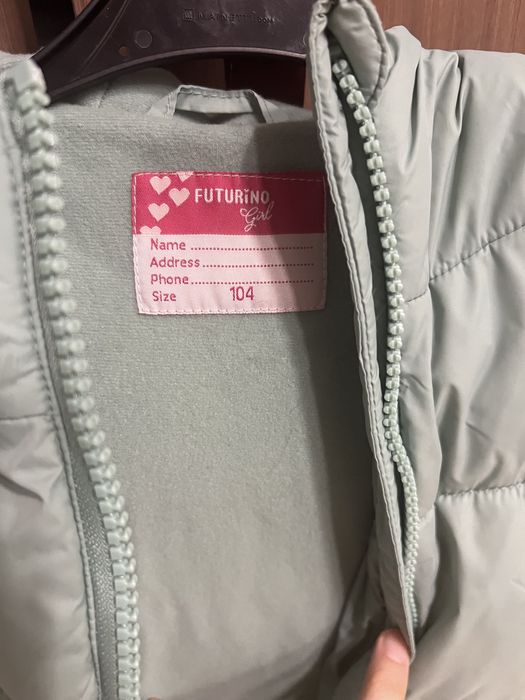 FUTURiNO
Girl
Name
Address
Phone
Size 104